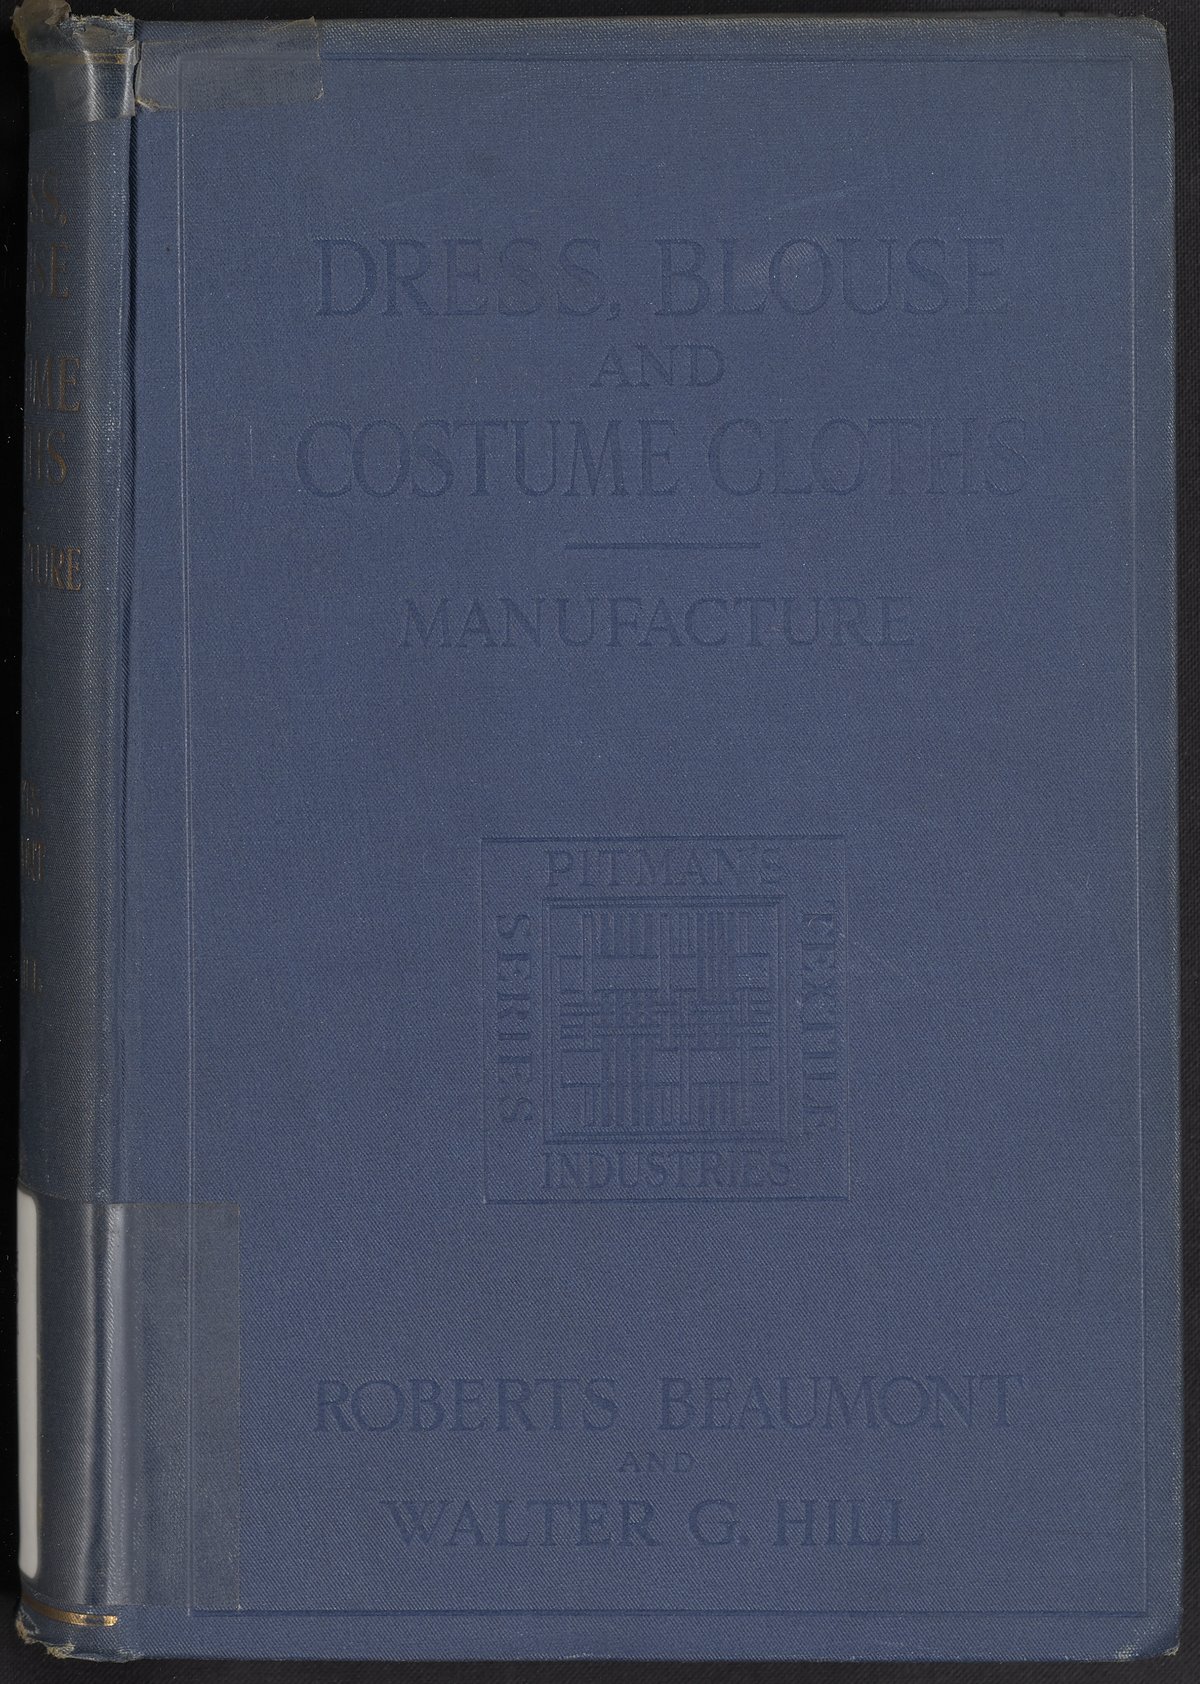 DRESS, BLOUSE
AND
COSTUME CLOTHS
MANUFACTURE
PITMAN'S
TEXTILE
INDUSTRIES
SERIES
ROBERTS BEAUMONT
AND
WALTER G. HILL